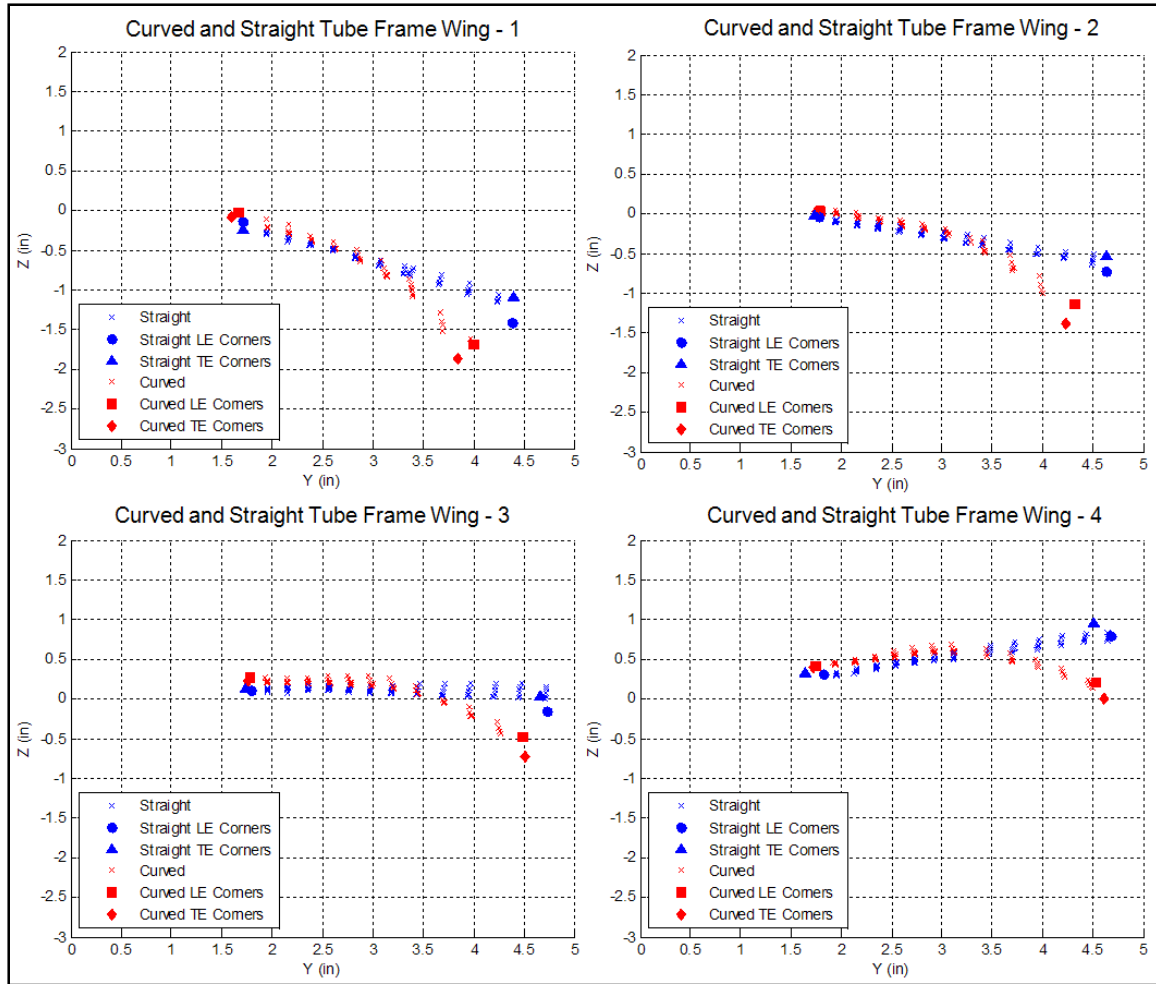 Curved and Straight Tube Frame Wing - 1
2
1.5
1
0.5
0
-0.5
-1
-1.5
-2
-2.5
-3
Z (in)
Straight
Straight LE Corners
Straight TE Corners
Curved
Curved LE Corners
Curved TE Corners
0 0.5 1 1.5 2 2.5 3 3.5 4 4.5 5
Y (in)
Curved and Straight Tube Frame Wing - 2
2
1.5
1
0.5
0
-0.5
-1
-1.5
-2
-2.5
-3
Z (in)
Straight
Straight LE Corners
Straight TE Corners
Curved
Curved LE Corners
Curved TE Corners
0 0.5 1 1.5 2 2.5 3 3.5 4 4.5 5
Y (in)
Curved and Straight Tube Frame Wing - 3
2
1.5
1
0.5
0
-0.5
-1
-1.5
-2
-2.5
-3
Z (in)
Straight
Straight LE Corners
Straight TE Corners
Curved
Curved LE Corners
Curved TE Corners
0 0.5 1 1.5 2 2.5 3 3.5 4 4.5 5
Y (in)
Curved and Straight Tube Frame Wing - 4
2
1.5
1
0.5
0
-0.5
-1
-1.5
-2
-2.5
-3
Z (in)
Straight
Straight LE Corners
Straight TE Corners
Curved
Curved LE Corners
Curved TE Corners
0 0.5 1 1.5 2 2.5 3 3.5 4 4.5 5
Y (in)